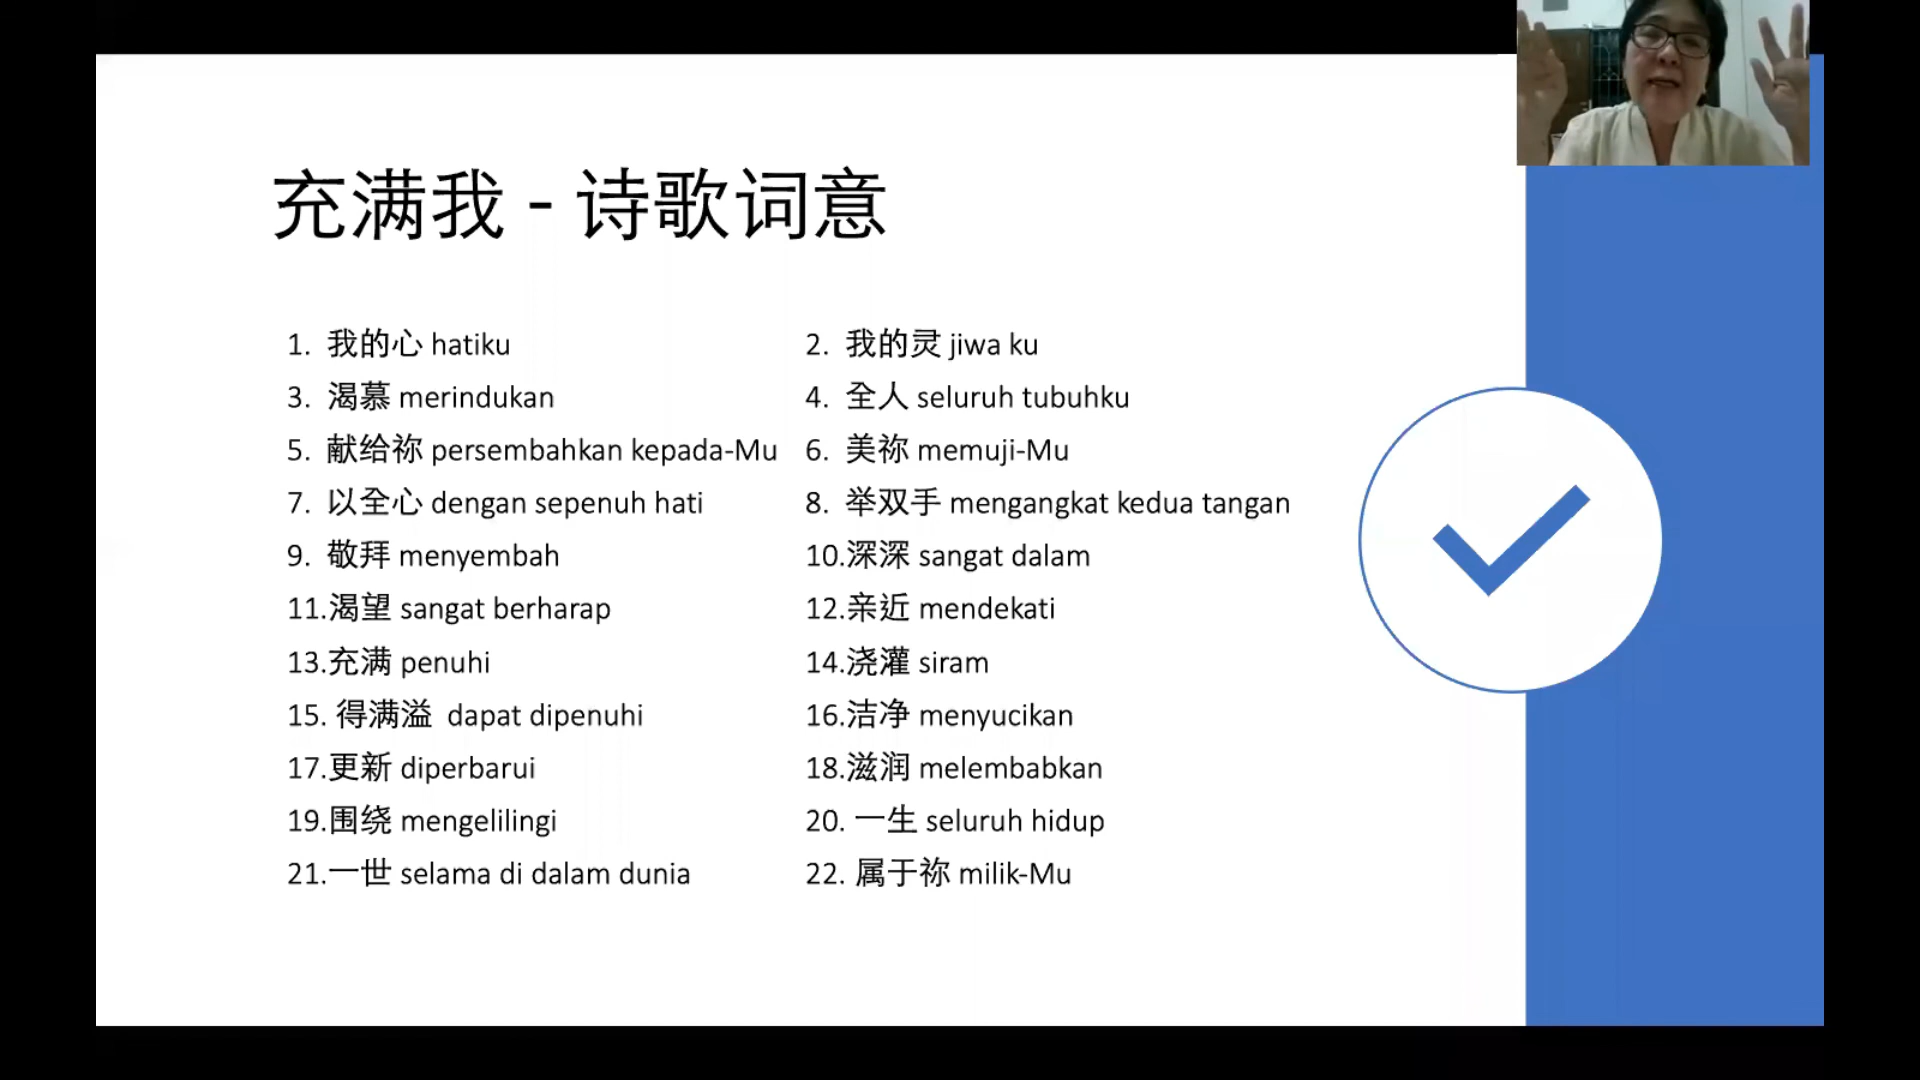 充满我 - 诗歌词意
1. 我的心 hatiku
2. 我的灵 jiwa ku
3. 渴慕 merindukan
4. 全人 seluruh tubuhku
5. 献给祢 persembahkan kepada-Mu
6. 美祢 memuji-Mu
7. 以全心 dengan sepenuh hati
8. 举双手 mengangkat kedua tangan
9. 敬拜 menyembah
10.深深 sangat dalam
11.渴望 sangat berharap
12.亲近 mendekati
13.充满 penuhi
14.浇灌 siram
15. 得满溢 dapat dipenuhi
16.洁净 menyucikan
17.更新 diperbarui
18.滋润 melembabkan
19.围绕 mengelilingi
20. 一生 seluruh hidup
21.一世 selama di dalam dunia
22. 属于祢 milik-Mu